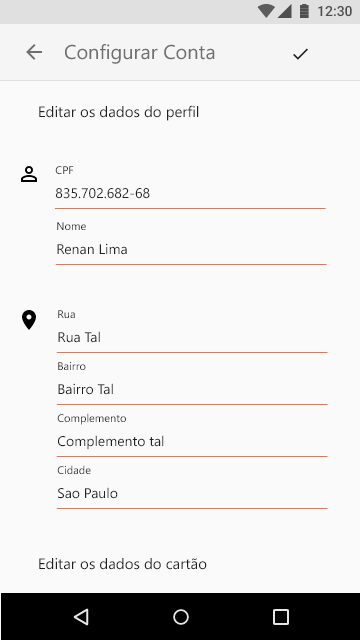 12:30
Configurar Conta
Editar os dados do perfil
CPF
835.702.682-68
Nome
Renan Lima
Rua
Rua Tal
Bairro
Bairro Tal
Complemento
Complemento tal
Cidade
Sao Paulo
Editar os dados do cartão